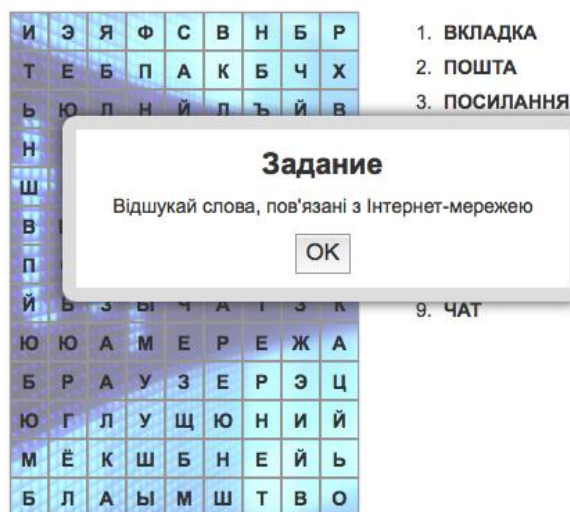 И Э Я Ф С В Н Б Р
Т Е Б П А К Б Ч Х
Ь Ю Л Н Й Л Ъ Й В
Н
Ш
В
П
Й Б З Ы Ч А Т З К
Ю Ю А М Е Р Е Ж А
Б Р А У З Е Р Э Ц
Ю Г Л У Щ Ю Н И Й
М Ё К Ш Б Н Е Й Ь
Б Л А Ы М Ш Т В О
1. ВКЛАДКА
2. ПОШТА
3. ПОСИЛАННЯ
9. ЧАТ
Задание
Відшукай слова, пов'язані з Інтернет-мережею
OK